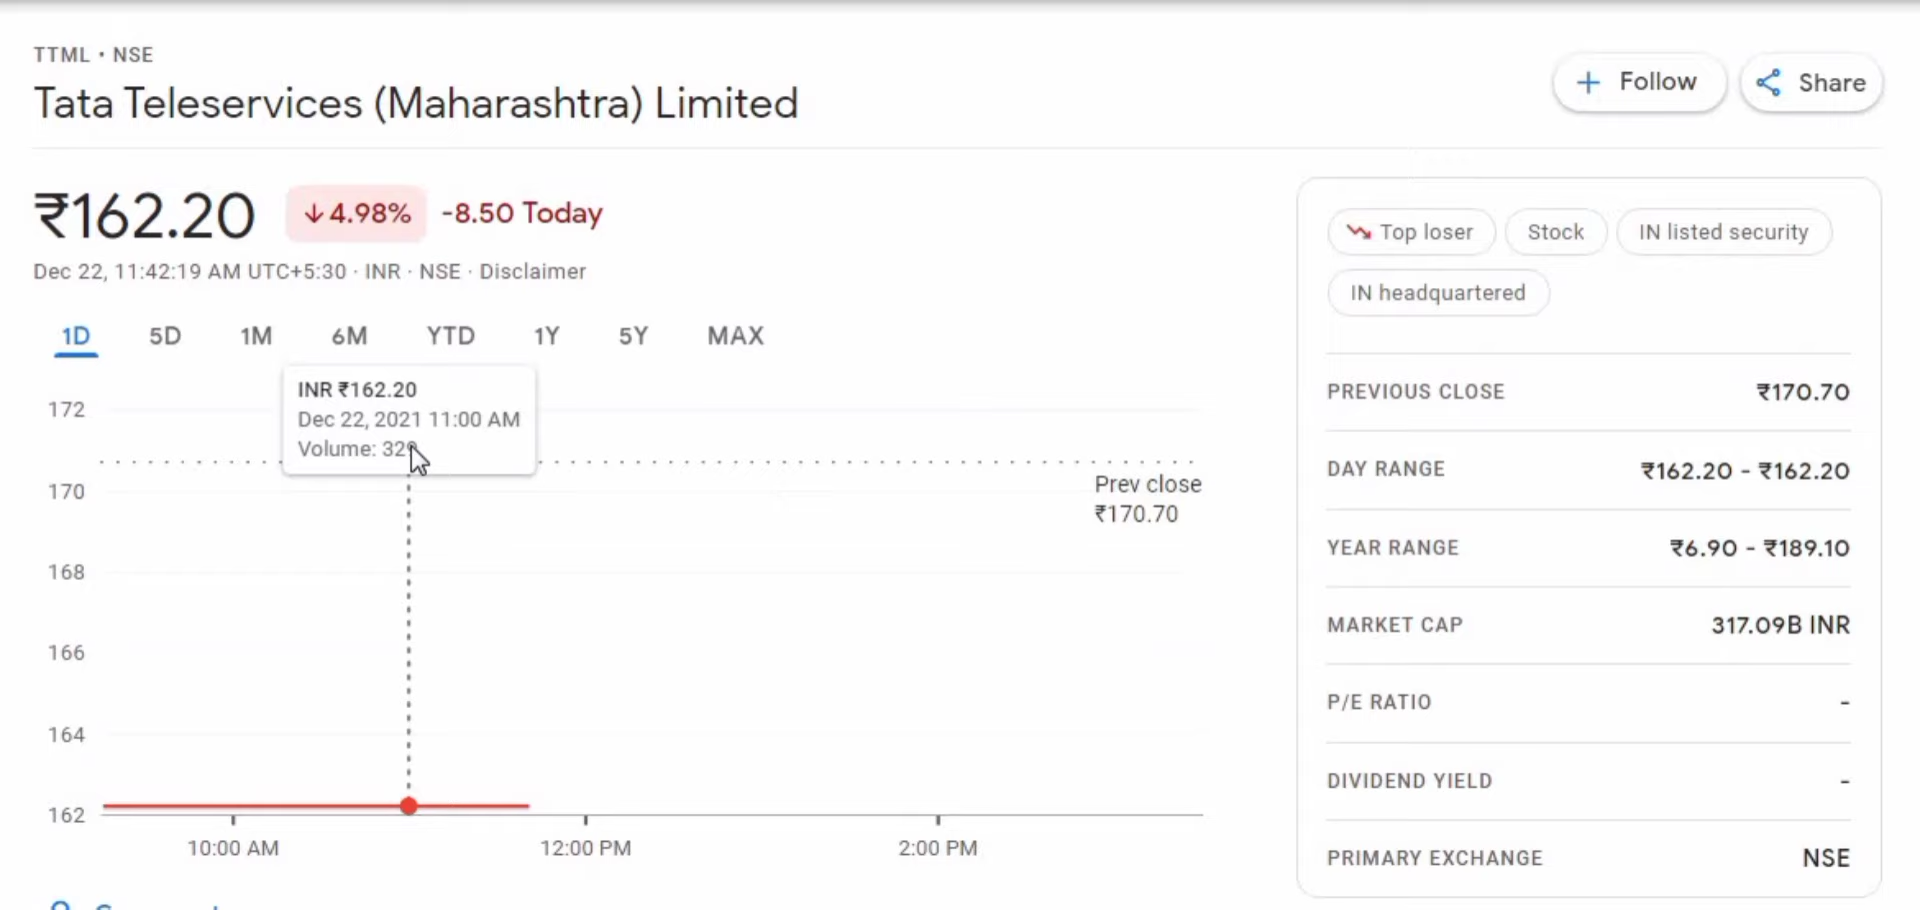 TTML • NSE
Tata Teleservices (Maharashtra) Limited
Follow
Share
₹162.20
4.98%
-8.50 Today
Dec 22, 11:42:19 AM UTC+5:30 · INR · NSE · Disclaimer
1D 5D 1M 6M YTD 1Y 5Y MAX
INR ₹162.20
Dec 22, 2021 11:00 AM
Volume:
172
170
168
166
164
162
Prev close
₹170.70
10:00 AM 12:00 PM 2:00 PM
Top loser
Stock
IN listed security
IN headquartered
PREVIOUS CLOSE ₹170.70
DAY RANGE ₹162.20 - ₹162.20
YEAR RANGE ₹6.90 - ₹189.10
MARKET CAP 317.09B INR
P/E RATIO -
DIVIDEND YIELD -
PRIMARY EXCHANGE NSE